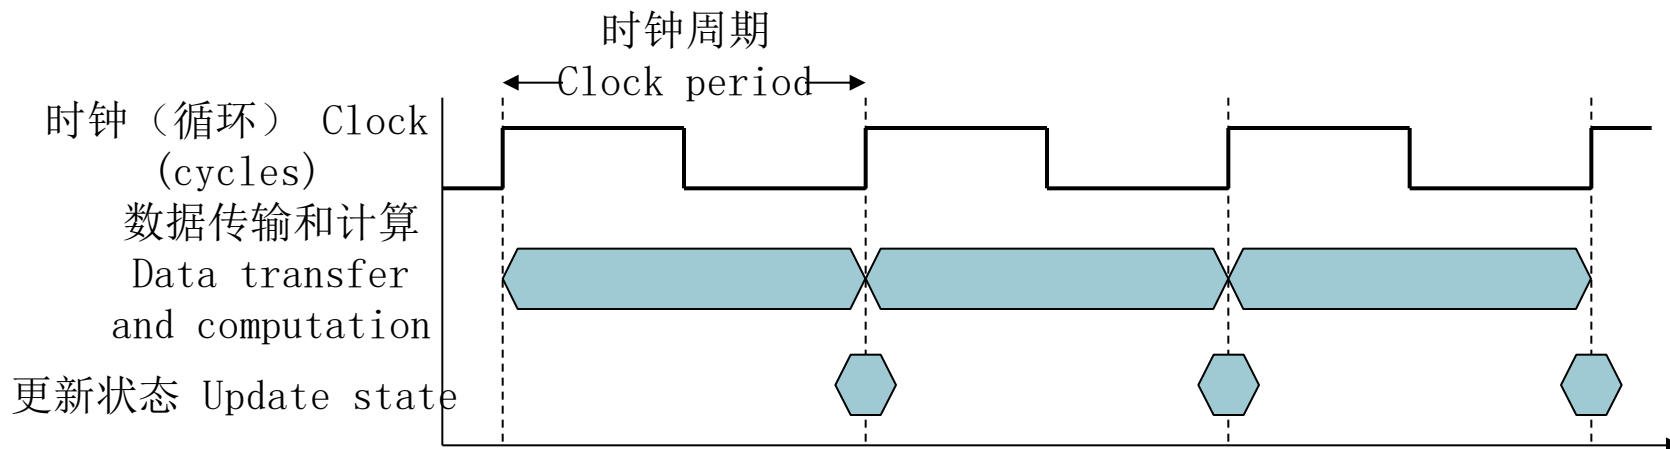 时钟周期
Clock period
时钟（循环） Clock
(cycles)
数据传输和计算
Data transfer
and computation
更新状态 Update state